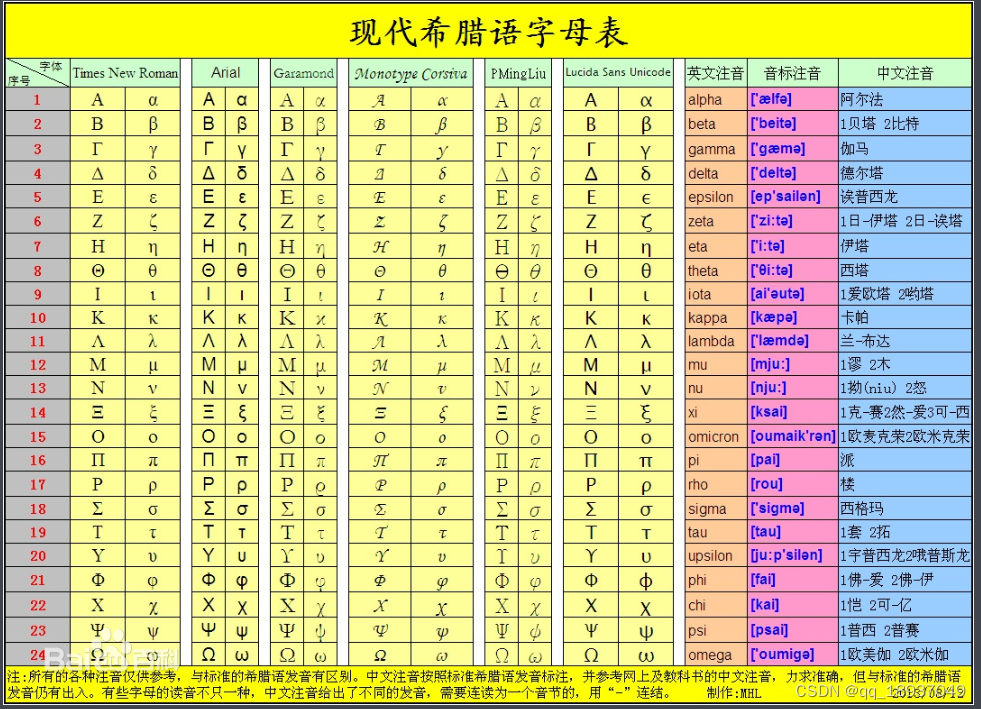 现代希腊语字母表
字体 序号 Times New Roman Arial Garamond Monotype Corsiva PMingLiu Lucida Sans Unicode 英文注音 音标注音 中文注音
1 Α α Α α Α α Α α Α α Α α alpha ['ælfə] 阿尔法
2 Β β Β β Β β Β β Β β Β β beta ['beitə] 1贝塔 2比特
3 Γ γ Γ γ Γ γ Γ γ Γ γ Γ γ gamma ['gæmə] 伽马
4 Δ δ Δ δ Δ δ Δ δ Δ δ Δ δ delta ['deltə] 德尔塔
5 Ε ε Ε ε Ε ε Ε ε Ε ε Ε ϵ epsilon [ep'sailən] 诶普西龙
6 Ζ ζ Ζ ζ Ζ ζ Ζ ζ Ζ ζ Ζ ζ zeta ['zi:tə] 1日-伊塔 2日-诶塔
7 Η η Η η Η η Η η Η η Η η eta ['i:tə] 伊塔
8 Θ θ Θ θ Θ θ Θ θ Θ θ Θ θ theta ['θi:tə] 西塔
9 Ι ι Ι ι Ι ι Ι ι Ι ι Ι ι iota [ai'əutə] 1爱欧塔 2哟塔
10 Κ κ Κ κ Κ κ Κ κ Κ κ Κ κ kappa [kæpə] 卡帕
11 Λ λ Λ λ Λ λ Λ λ Λ λ Λ λ lambda ['læmdə] 兰-布达
12 Μ μ Μ μ Μ μ Μ μ Μ μ Μ μ mu [mju:] 1谬 2木
13 Ν ν Ν ν Ν ν Ν ν Ν ν Ν ν nu [nju:] 1拗(niu) 2怒
14 Ξ ξ Ξ ξ Ξ ξ Ξ ξ Ξ ξ Ξ ξ xi [ksai] 1克-赛2然-爱3可-西
15 Ο ο Ο ο Ο ο Ο ο Ο ο Ο ο omicron [oumaik'rən] 1欧麦克荣2欧米克荣
16 Π π Π π Π π Π π Π π Π π pi [pai] 派
17 Ρ ρ Ρ ρ Ρ ρ Ρ ρ Ρ ρ Ρ ρ rho [rou] 楼
18 Σ σ Σ σ Σ σ Σ σ Σ σ Σ σ sigma ['sigmə] 西格玛
19 Τ τ Τ τ Τ τ Τ τ Τ τ Τ τ tau [tau] 1套 2拓
20 Υ υ Υ υ Υ υ Υ υ Υ υ Υ υ upsilon [ju:p'silən] 1宇普西龙2哦普斯龙
21 Φ φ Φ φ Φ φ Φ φ Φ φ Φ ϕ phi [fai] 1佛-爱 2佛-伊
22 Χ χ Χ χ Χ χ Χ χ Χ χ Χ χ chi [kai] 1恺 2可-亿
23 Ψ ψ Ψ ψ Ψ ψ Ψ ψ Ψ ψ Ψ ψ psi [psai] 1普西 2普赛
24 Ω ω Ω ω Ω ω Ω ω Ω ω Ω ω omega ['oumigə] 1欧美伽 2欧米伽
Baidu百科
注:所有的各种注音仅供参考，与标准的希腊语发音有区别。中文注音按照标准希腊语发音标注，并参考网上及教科书的中文注音，力求准确，但与标准的希腊语
发音仍有出入。有些字母的读音不只一种，中文注音给出了不同的发音，需要连读为一个音节的，用“-”连结。 制作:MHL